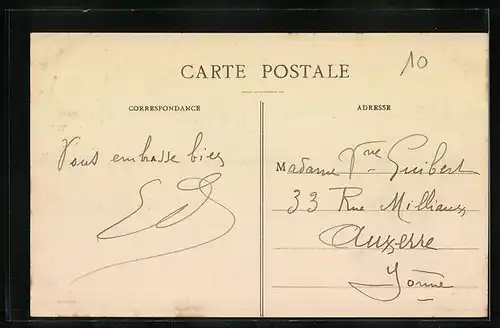 10
CARTE POSTALE
CORRESPONDANCE
ADRESSE
Vous embrasse bien
Madame Vve Guibert
33 Rue Milliaux
Auxerre
Yonne